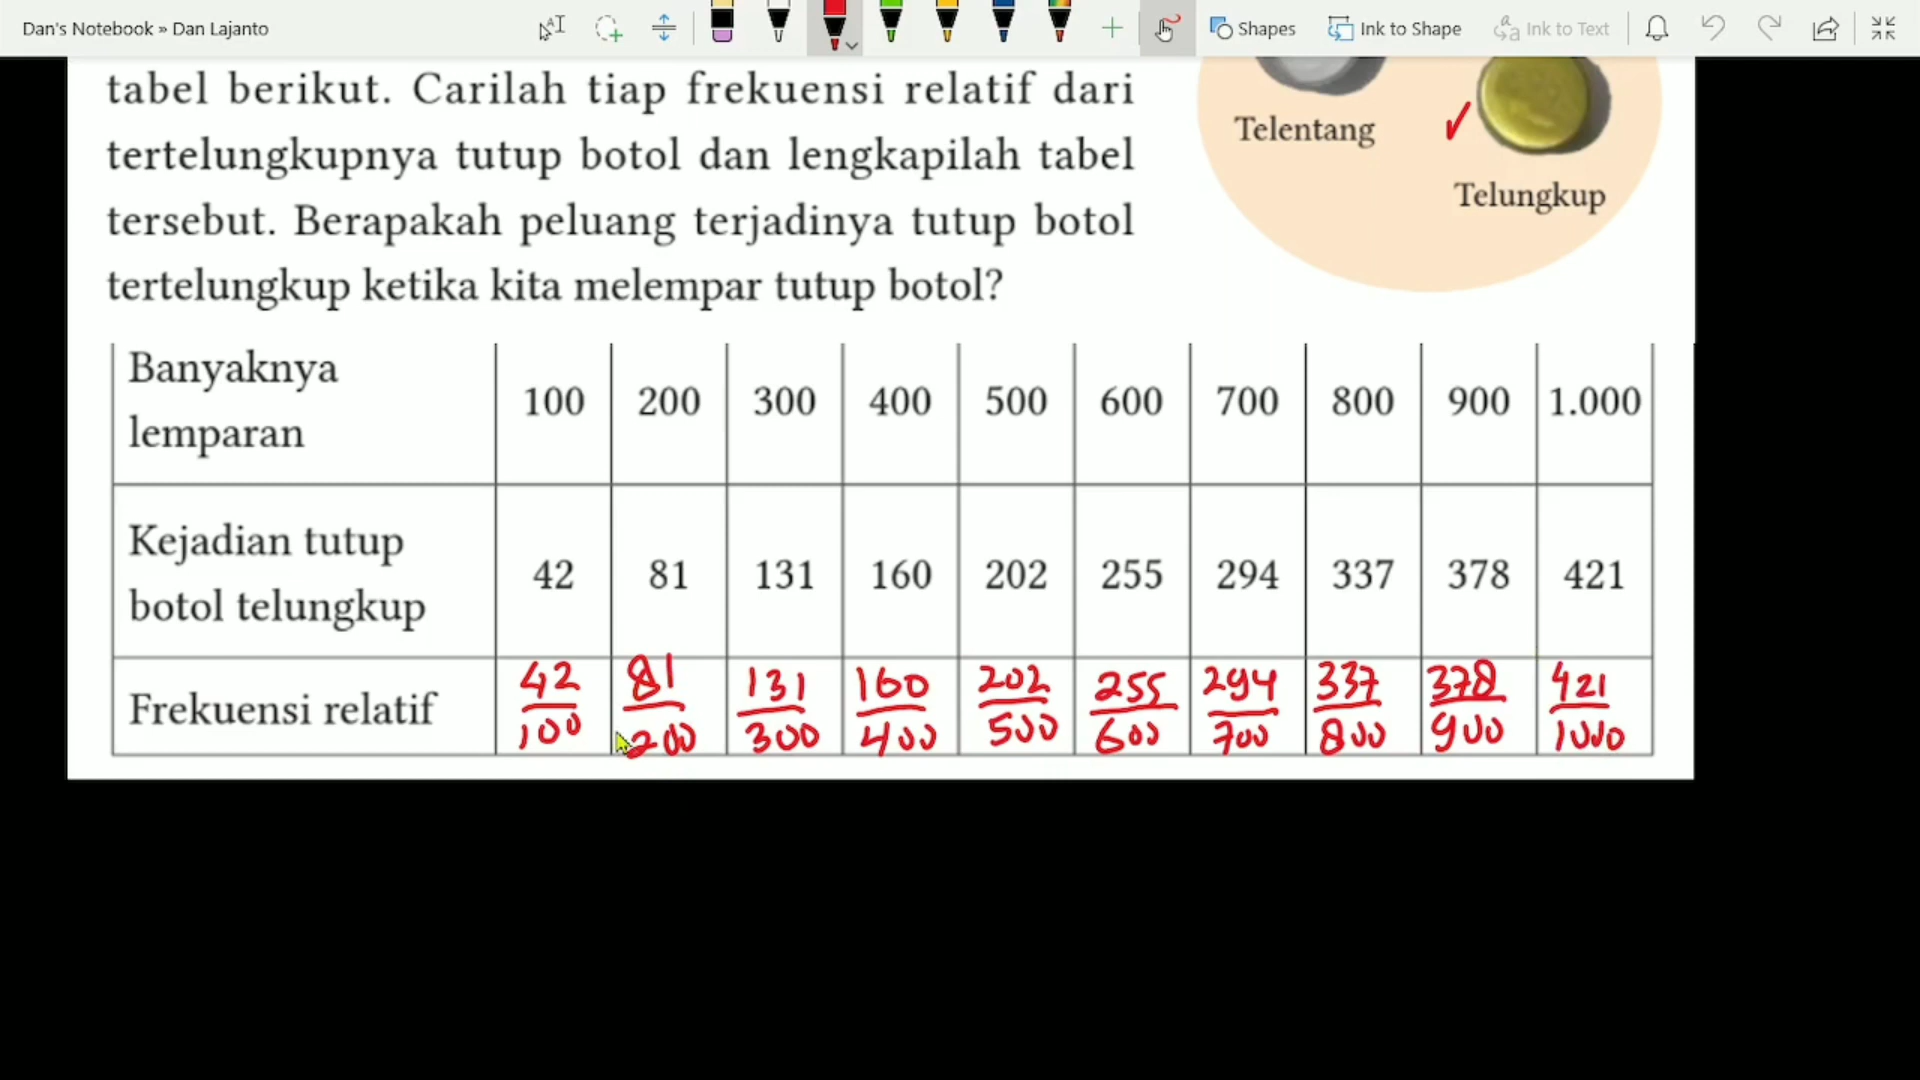 Dan's Notebook » Dan Lajanto
Shapes
Ink to Shape
Ink to Text
tabel berikut. Carilah tiap frekuensi relatif dari
tertelungkupnya tutup botol dan lengkapilah tabel
tersebut. Berapakah peluang terjadinya tutup botol
tertelungkup ketika kita melempar tutup botol?
Telentang
✓
Telungkup
Banyaknya
lemparan
100 200 300 400 500 600 700 800 900 1.000
Kejadian tutup
botol telungkup
42 81 131 160 202 255 294 337 378 421
Frekuensi relatif
42 81 131 160 202 255 294 337 378 421
100 200 300 400 500 600 700 800 900 1000